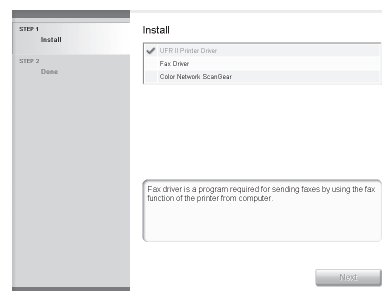 STEP 1
Install
STEP 2
Done
Install
UFR II Printer Driver
Fax Driver
Color Network ScanGear
Fax driver is a program required for sending faxes by using the fax
function of the printer from computer.
Next